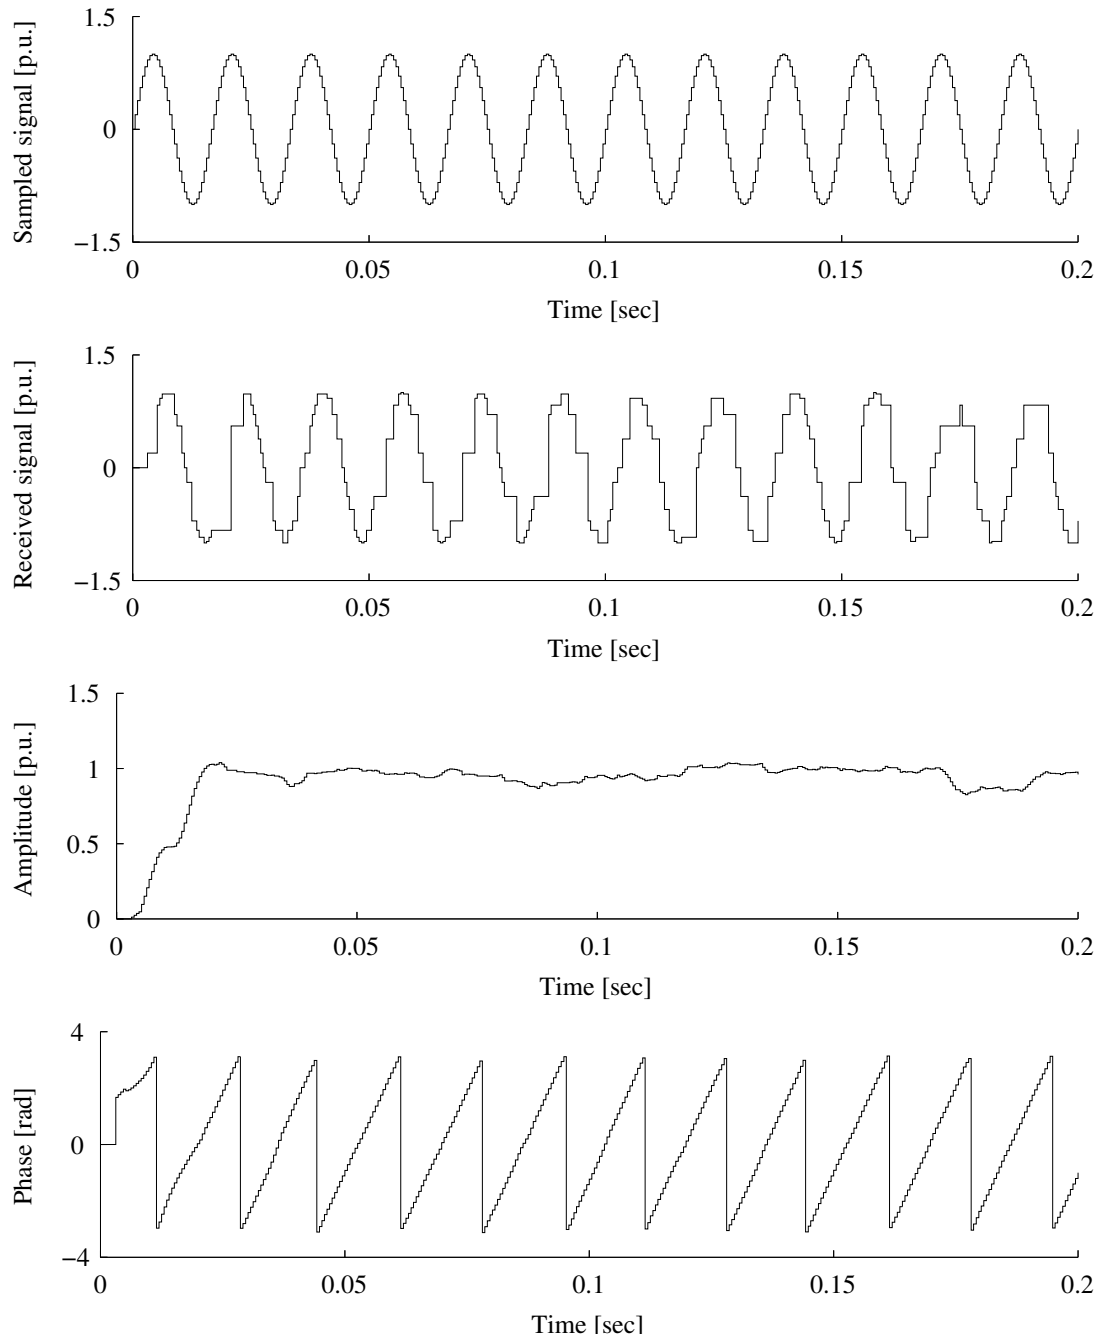 1.5
0
−1.5
Sampled signal [p.u.]
0 0.05 0.1 0.15 0.2
Time [sec]
1.5
0
−1.5
Received signal [p.u.]
0 0.05 0.1 0.15 0.2
Time [sec]
1.5
1
0.5
0
Amplitude [p.u.]
0 0.05 0.1 0.15 0.2
Time [sec]
4
0
−4
Phase [rad]
0 0.05 0.1 0.15 0.2
Time [sec]